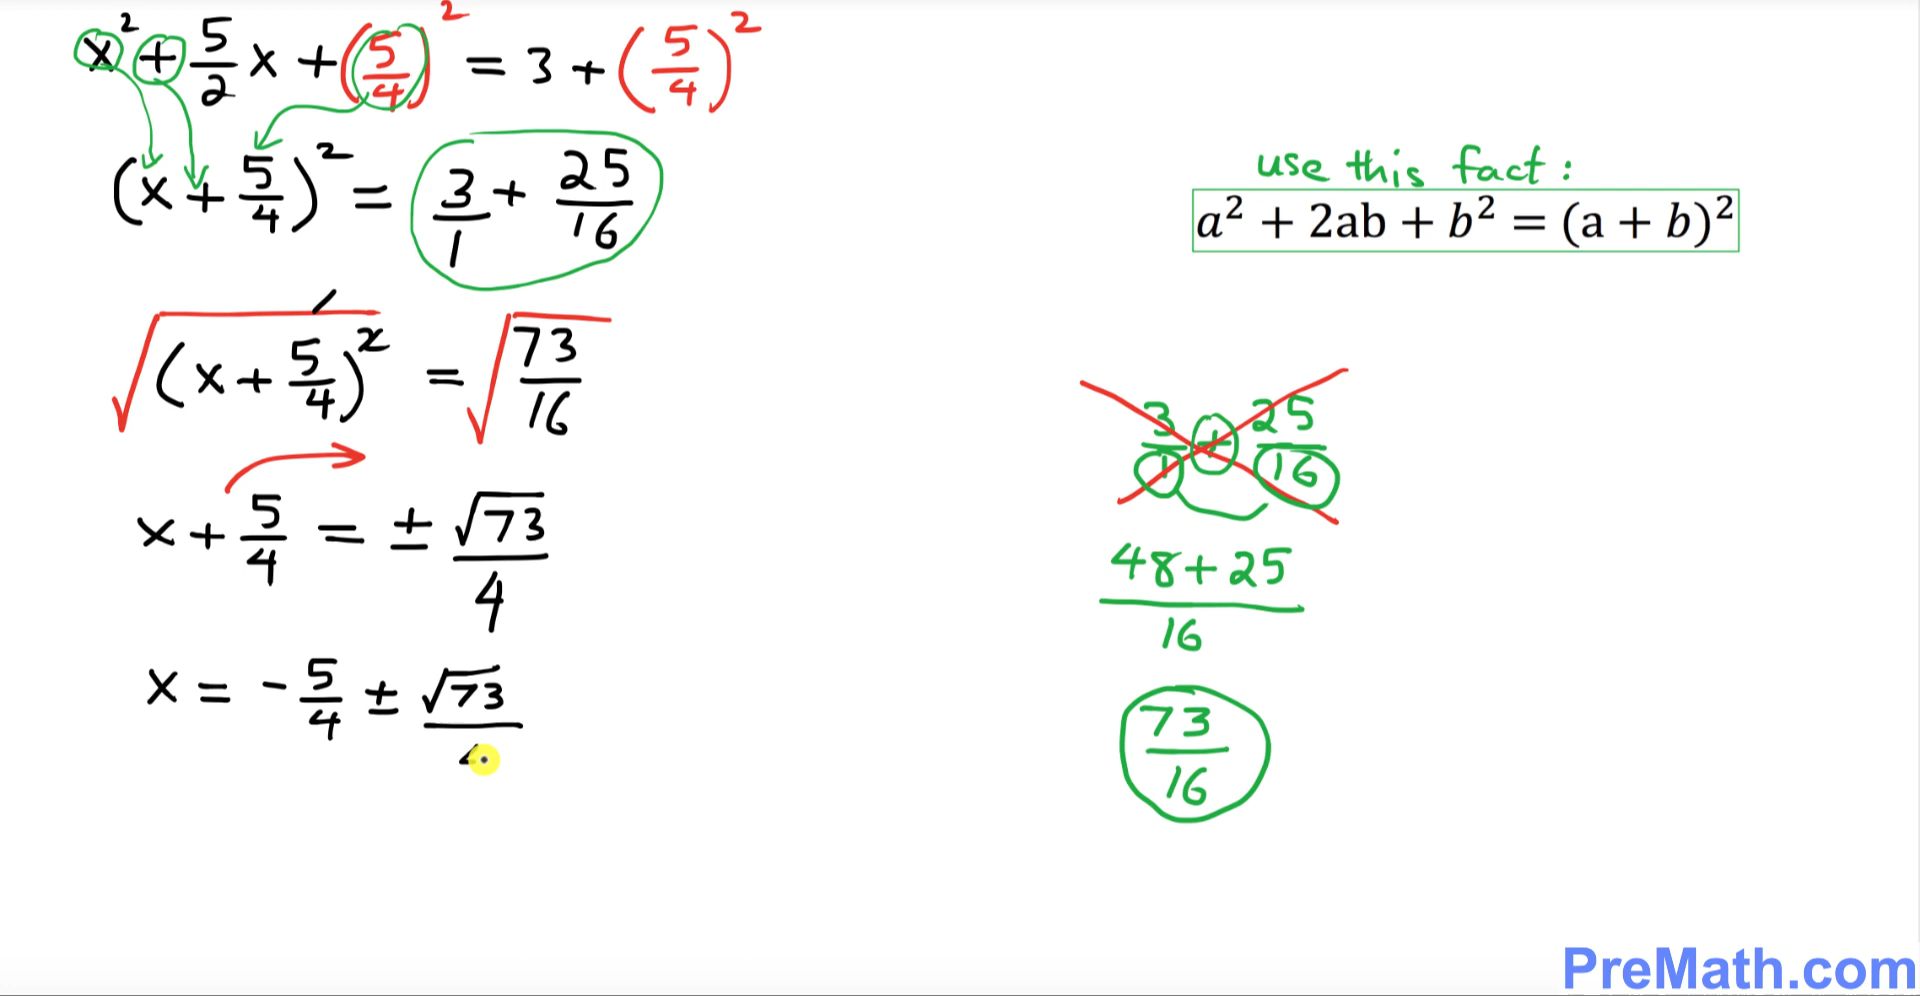 x² + 5/2 x + (5/4)² = 3 + (5/4)²
(x + 5/4)² = 3/1 + 25/16
√(x + 5/4)² = √73/16
x + 5/4 = ± √73/4
x = - 5/4 ± √73/
use this fact:
a² + 2ab + b² = (a + b)²
3/1 + 25/16
48+25/16
73/16
PreMath.com